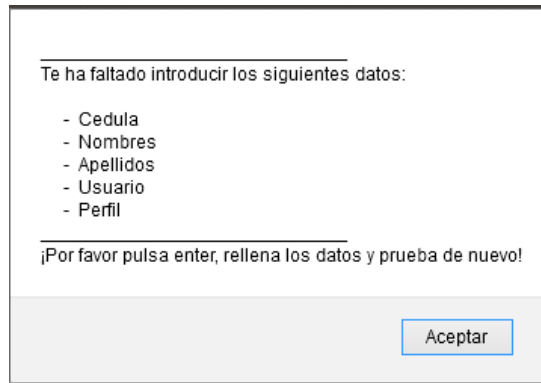 Te ha faltado introducir los siguientes datos:
- Cedula
- Nombres
- Apellidos
- Usuario
- Perfil
¡Por favor pulsa enter, rellena los datos y prueba de nuevo!
Aceptar